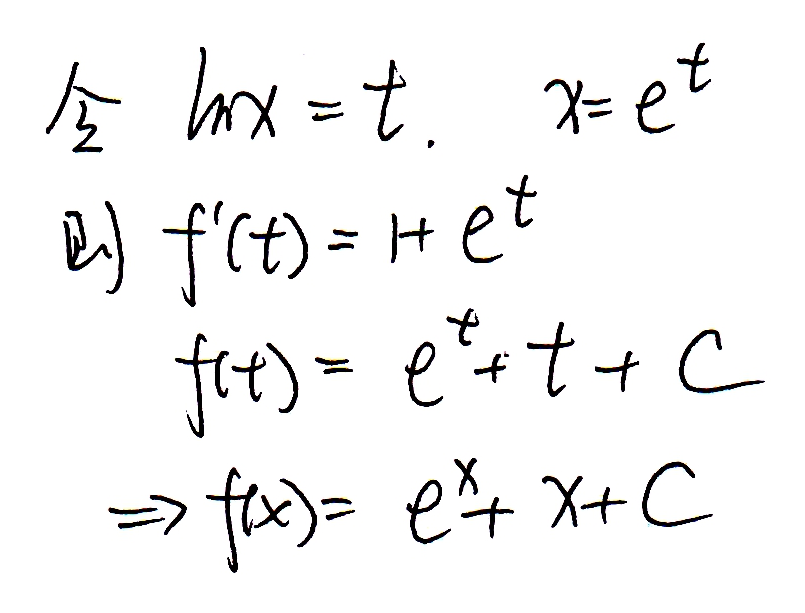 令 lnx = t. x = e^t
则 f'(t) = 1+ e^t
f(t) = e^t + t + C
⇒ f(x) = e^x + x + C